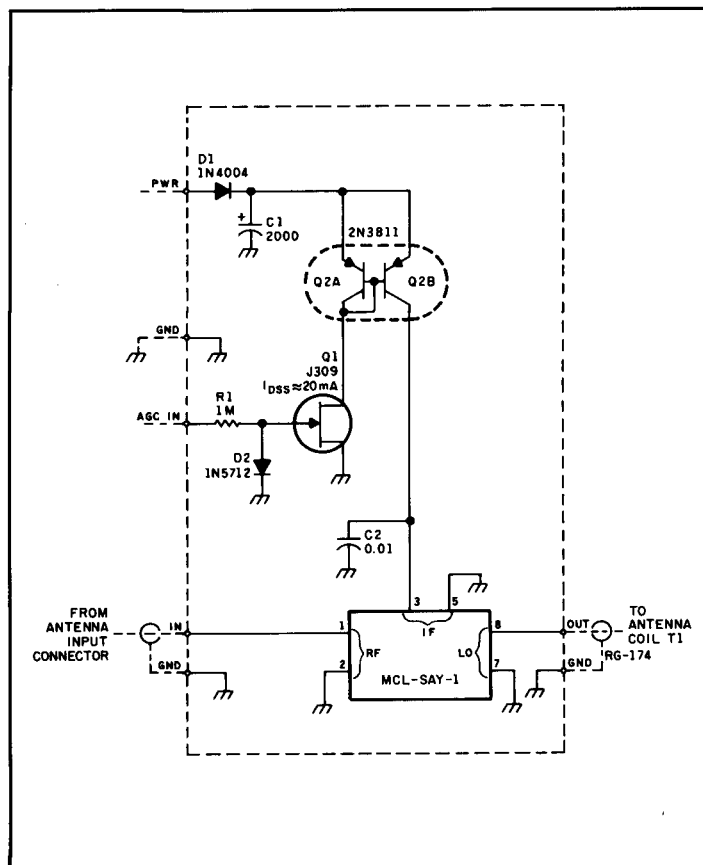 D1
1N4004
PWR
+
C1
2000
2N3811
Q2A
Q2B
GND
Q1
J309
IDSS≈20mA
AGC IN
R1
1M
D2
1N5712
C2
0.01
FROM
ANTENNA
INPUT
CONNECTOR
IN
GND
1
2
RF
3
5
IF
MCL-SAY-1
LO
8
7
OUT
GND
TO
ANTENNA
COIL T1
RG-174